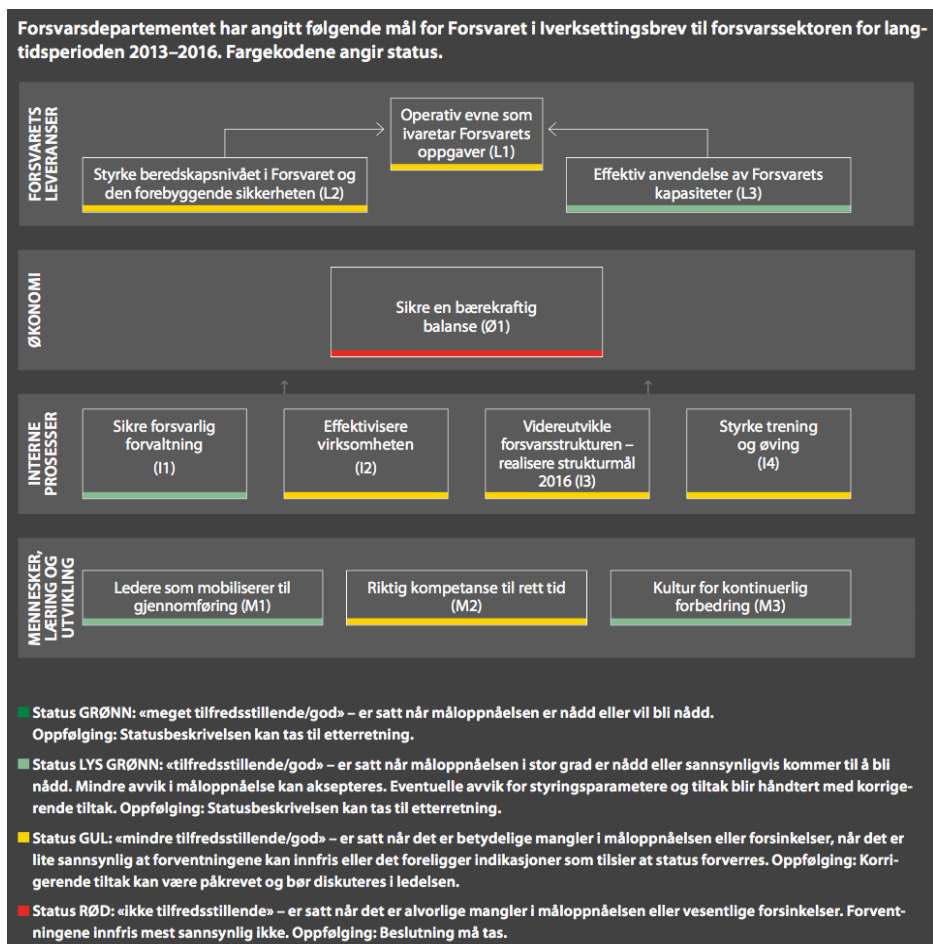 Forsvarsdepartementet har angitt følgende mål for Forsvaret i Iverksettingsbrev til forsvarssektoren for lang-
tidsperioden 2013–2016. Fargekodene angir status.
FORSVARETS
LEVERANSER
Operativ evne som
ivaretar Forsvarets
oppgaver (L1)
Styrke beredskapsnivået i Forsvaret og
den forebyggende sikkerheten (L2)
Effektiv anvendelse av Forsvarets
kapasiteter (L3)
ØKONOMI
Sikre en bærekraftig
balanse (Ø1)
INTERNE
PROSESSER
Sikre forsvarlig
forvaltning
(I1)
Effektivisere
virksomheten
(I2)
Videreutvikle
forsvarsstrukturen –
realisere strukturmål
2016 (I3)
Styrke trening
og øving
(I4)
MENNESKER,
LÆRING OG
UTVIKLING
Ledere som mobiliserer til
gjennomføring (M1)
Riktig kompetanse til rett tid
(M2)
Kultur for kontinuerlig
forbedring (M3)
Status GRØNN: «meget tilfredsstillende/god» – er satt når måloppnåelsen er nådd eller vil bli nådd.
Oppfølging: Statusbeskrivelsen kan tas til etterretning.
Status LYS GRØNN: «tilfredsstillende/god» – er satt når måloppnåelsen i stor grad er nådd eller sannsynligvis kommer til å bli
nådd. Mindre avvik i måloppnåelse kan aksepteres. Eventuelle avvik for styringsparametere og tiltak blir håndtert med korrige-
rende tiltak. Oppfølging: Statusbeskrivelsen kan tas til etterretning.
Status GUL: «mindre tilfredsstillende/god» – er satt når det er betydelige mangler i måloppnåelsen eller forsinkelser, når det er
lite sannsynlig at forventningene kan innfris eller det foreligger indikasjoner som tilsier at status forverres. Oppfølging: Korri-
gerende tiltak kan være påkrevet og bør diskuteres i ledelsen.
Status RØD: «ikke tilfredsstillende» – er satt når det er alvorlige mangler i måloppnåelsen eller vesentlige forsinkelser. Forvent-
ningene innfris mest sannsynlig ikke. Oppfølging: Beslutning må tas.